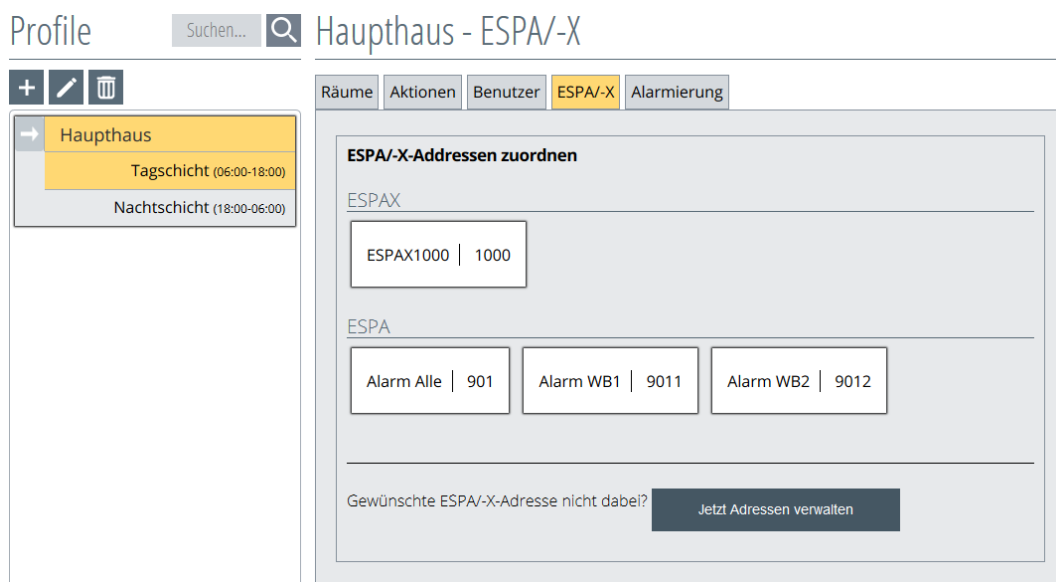 Profile
Suchen...
Haupthaus
Tagschicht (06:00-18:00)
Nachtschicht (18:00-06:00)
Haupthaus - ESPA/-X
Räume Aktionen Benutzer ESPA/-X Alarmierung
ESPA/-X-Addressen zuordnen
ESPAX
ESPAX1000 | 1000
ESPA
Alarm Alle | 901 Alarm WB1 | 9011 Alarm WB2 | 9012
Gewünschte ESPA/-X-Adresse nicht dabei? Jetzt Adressen verwalten